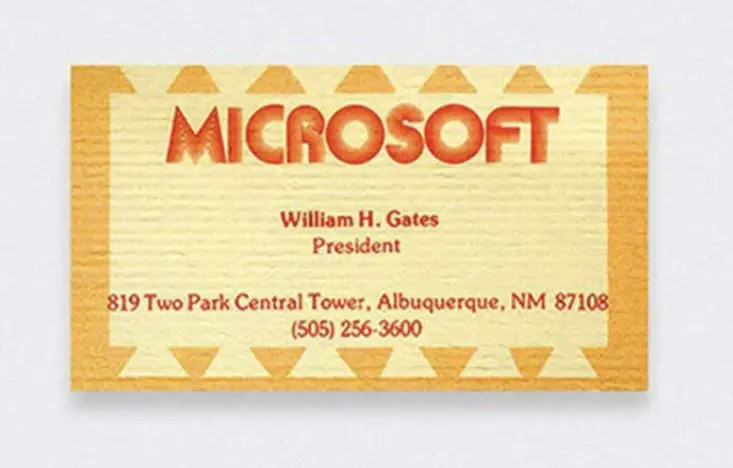 MICROSOFT
William H. Gates
President
819 Two Park Central Tower, Albuquerque, NM 87108
(505) 256-3600